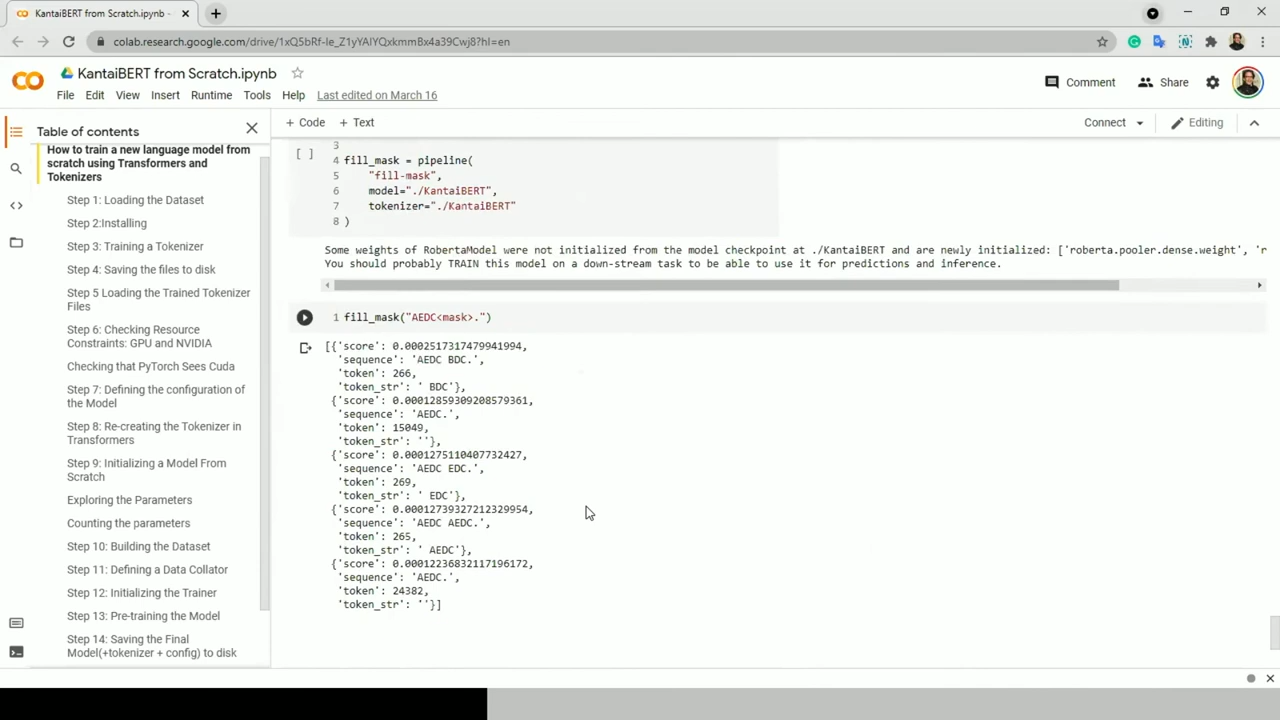 KantaiBERT from Scratch.ipynb -
colab.research.google.com/drive/1xQ5bRf-Ie_Z1yYAlYQxkmmBx4a39Cwj8?hl=en
KantaiBERT from Scratch.ipynb
Comment
Share
File Edit View Insert Runtime Tools Help Last edited on March 16
Table of contents
+ Code + Text
Connect
Editing
How to train a new language model from
scratch using Transformers and
Tokenizers
Step 1: Loading the Dataset
Step 2:Installing
Step 3: Training a Tokenizer
Step 4: Saving the files to disk
Step 5 Loading the Trained Tokenizer
Files
Step 6: Checking Resource
Constraints: GPU and NVIDIA
Checking that PyTorch Sees Cuda
Step 7: Defining the configuration of
the Model
Step 8: Re-creating the Tokenizer in
Transformers
Step 9: Initializing a Model From
Scratch
Exploring the Parameters
Counting the parameters
Step 10: Building the Dataset
Step 11: Defining a Data Collator
Step 12: Initializing the Trainer
Step 13: Pre-training the Model
Step 14: Saving the Final
Model(+tokenizer + config) to disk
3
[ ] 4 fill_mask = pipeline(
5 "fill-mask",
6 model="./KantaiBERT",
7 tokenizer="./KantaiBERT"
8 )
Some weights of RobertaModel were not initialized from the model checkpoint at ./KantaiBERT and are newly initialized: ['roberta.pooler.dense.weight', 'r
You should probably TRAIN this model on a down-stream task to be able to use it for predictions and inference.
1 fill_mask("AEDC<mask>.")
[{'score': 0.0002517317479941994,
'sequence': 'AEDC BDC.',
'token': 266,
'token_str': ' BDC'},
{'score': 0.00012859309208579361,
'sequence': 'AEDC.',
'token': 15049,
'token_str': ''},
{'score': 0.0001275110407732427,
'sequence': 'AEDC EDC.',
'token': 269,
'token_str': ' EDC'},
{'score': 0.00012739327212329954,
'sequence': 'AEDC AEDC.',
'token': 265,
'token_str': ' AEDC'},
{'score': 0.00012236832117196172,
'sequence': 'AEDC.',
'token': 24382,
'token_str': ''}]